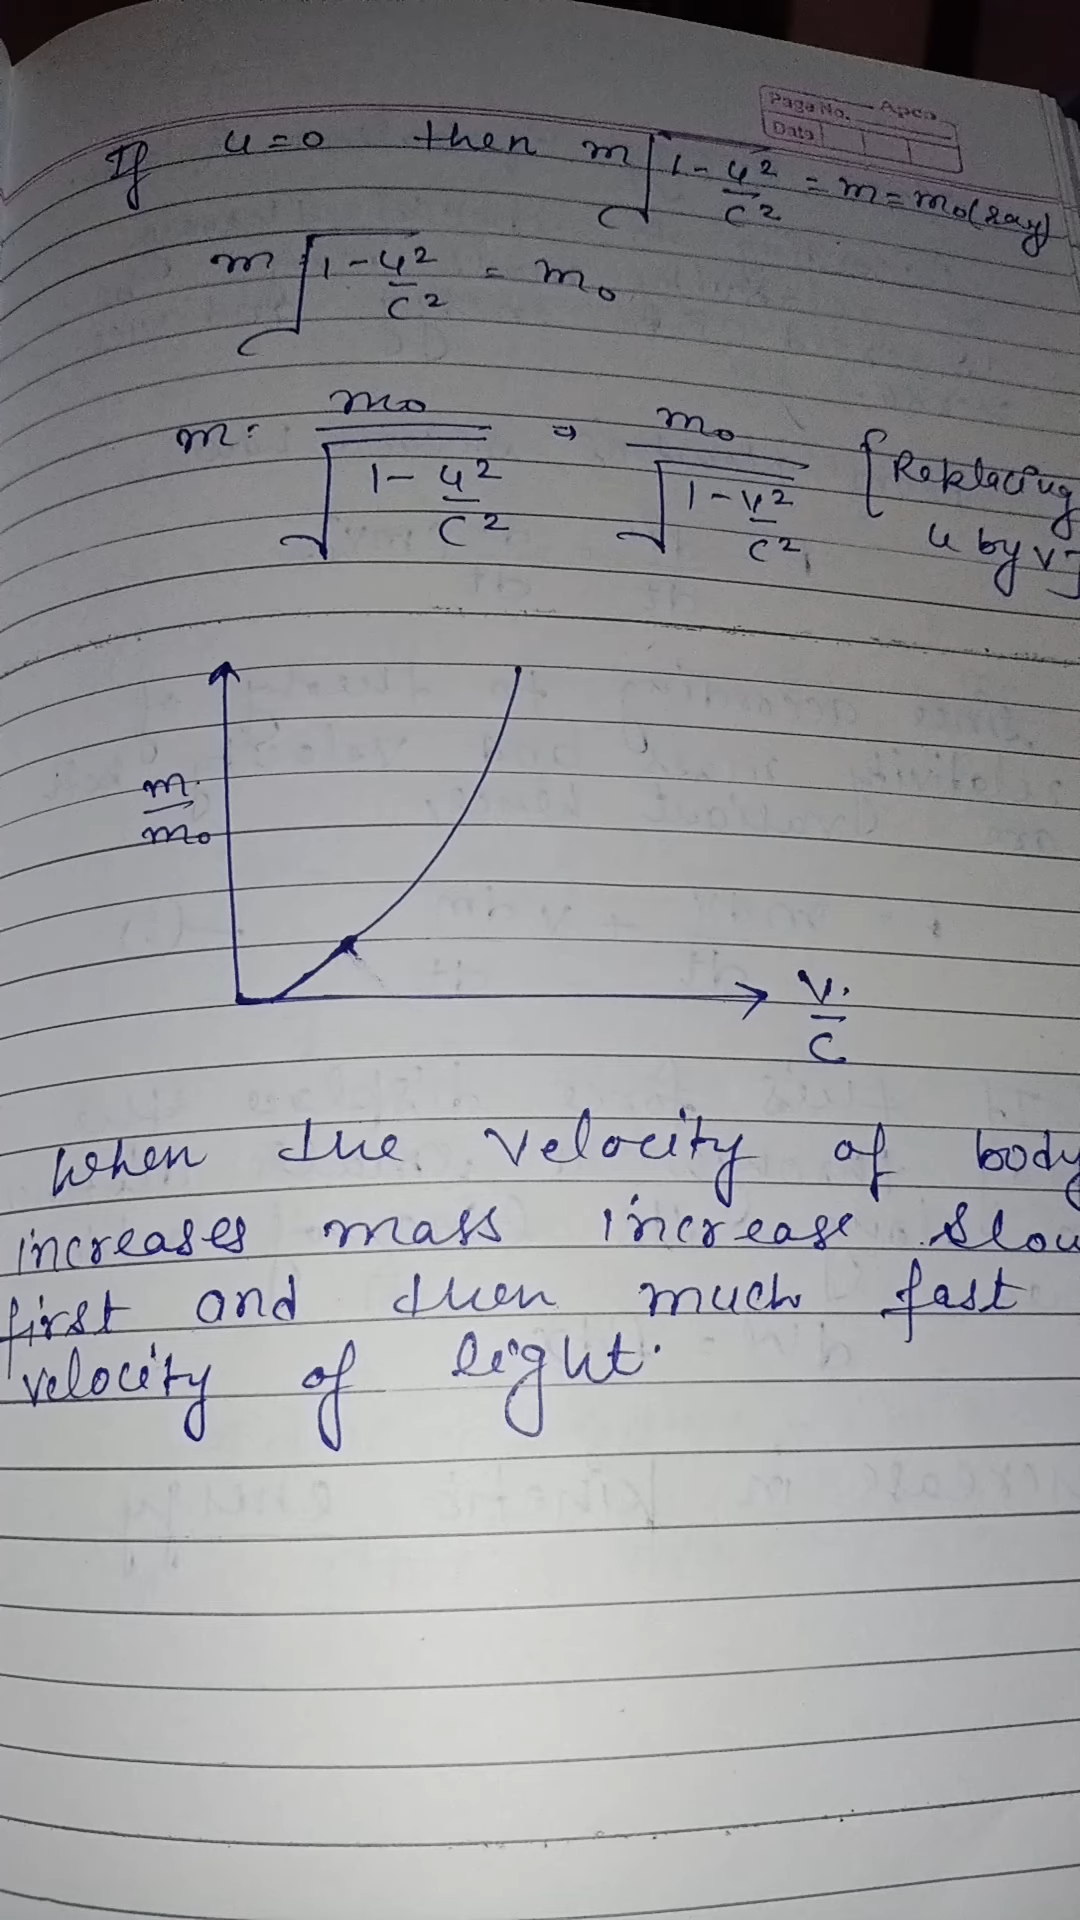 Page No. Apco
Date
If u=0 then m√1-u²/c² = m = m₀(say)
m√1-u²/c² = m₀
m = m₀/√1-u²/c² ⇒ m₀/√1-v²/c² [Replacing
u by v]
m/m₀
v/c
when the velocity of body
increases mass increase slow
first and then much fast
velocity of light.